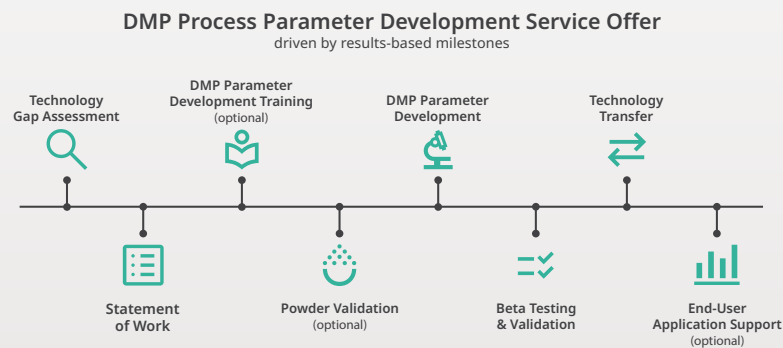 DMP Process Parameter Development Service Offer
driven by results-based milestones
Technology
Gap Assessment
Statement
of Work
DMP Parameter
Development Training
(optional)
Powder Validation
(optional)
DMP Parameter
Development
Beta Testing
& Validation
Technology
Transfer
End-User
Application Support
(optional)